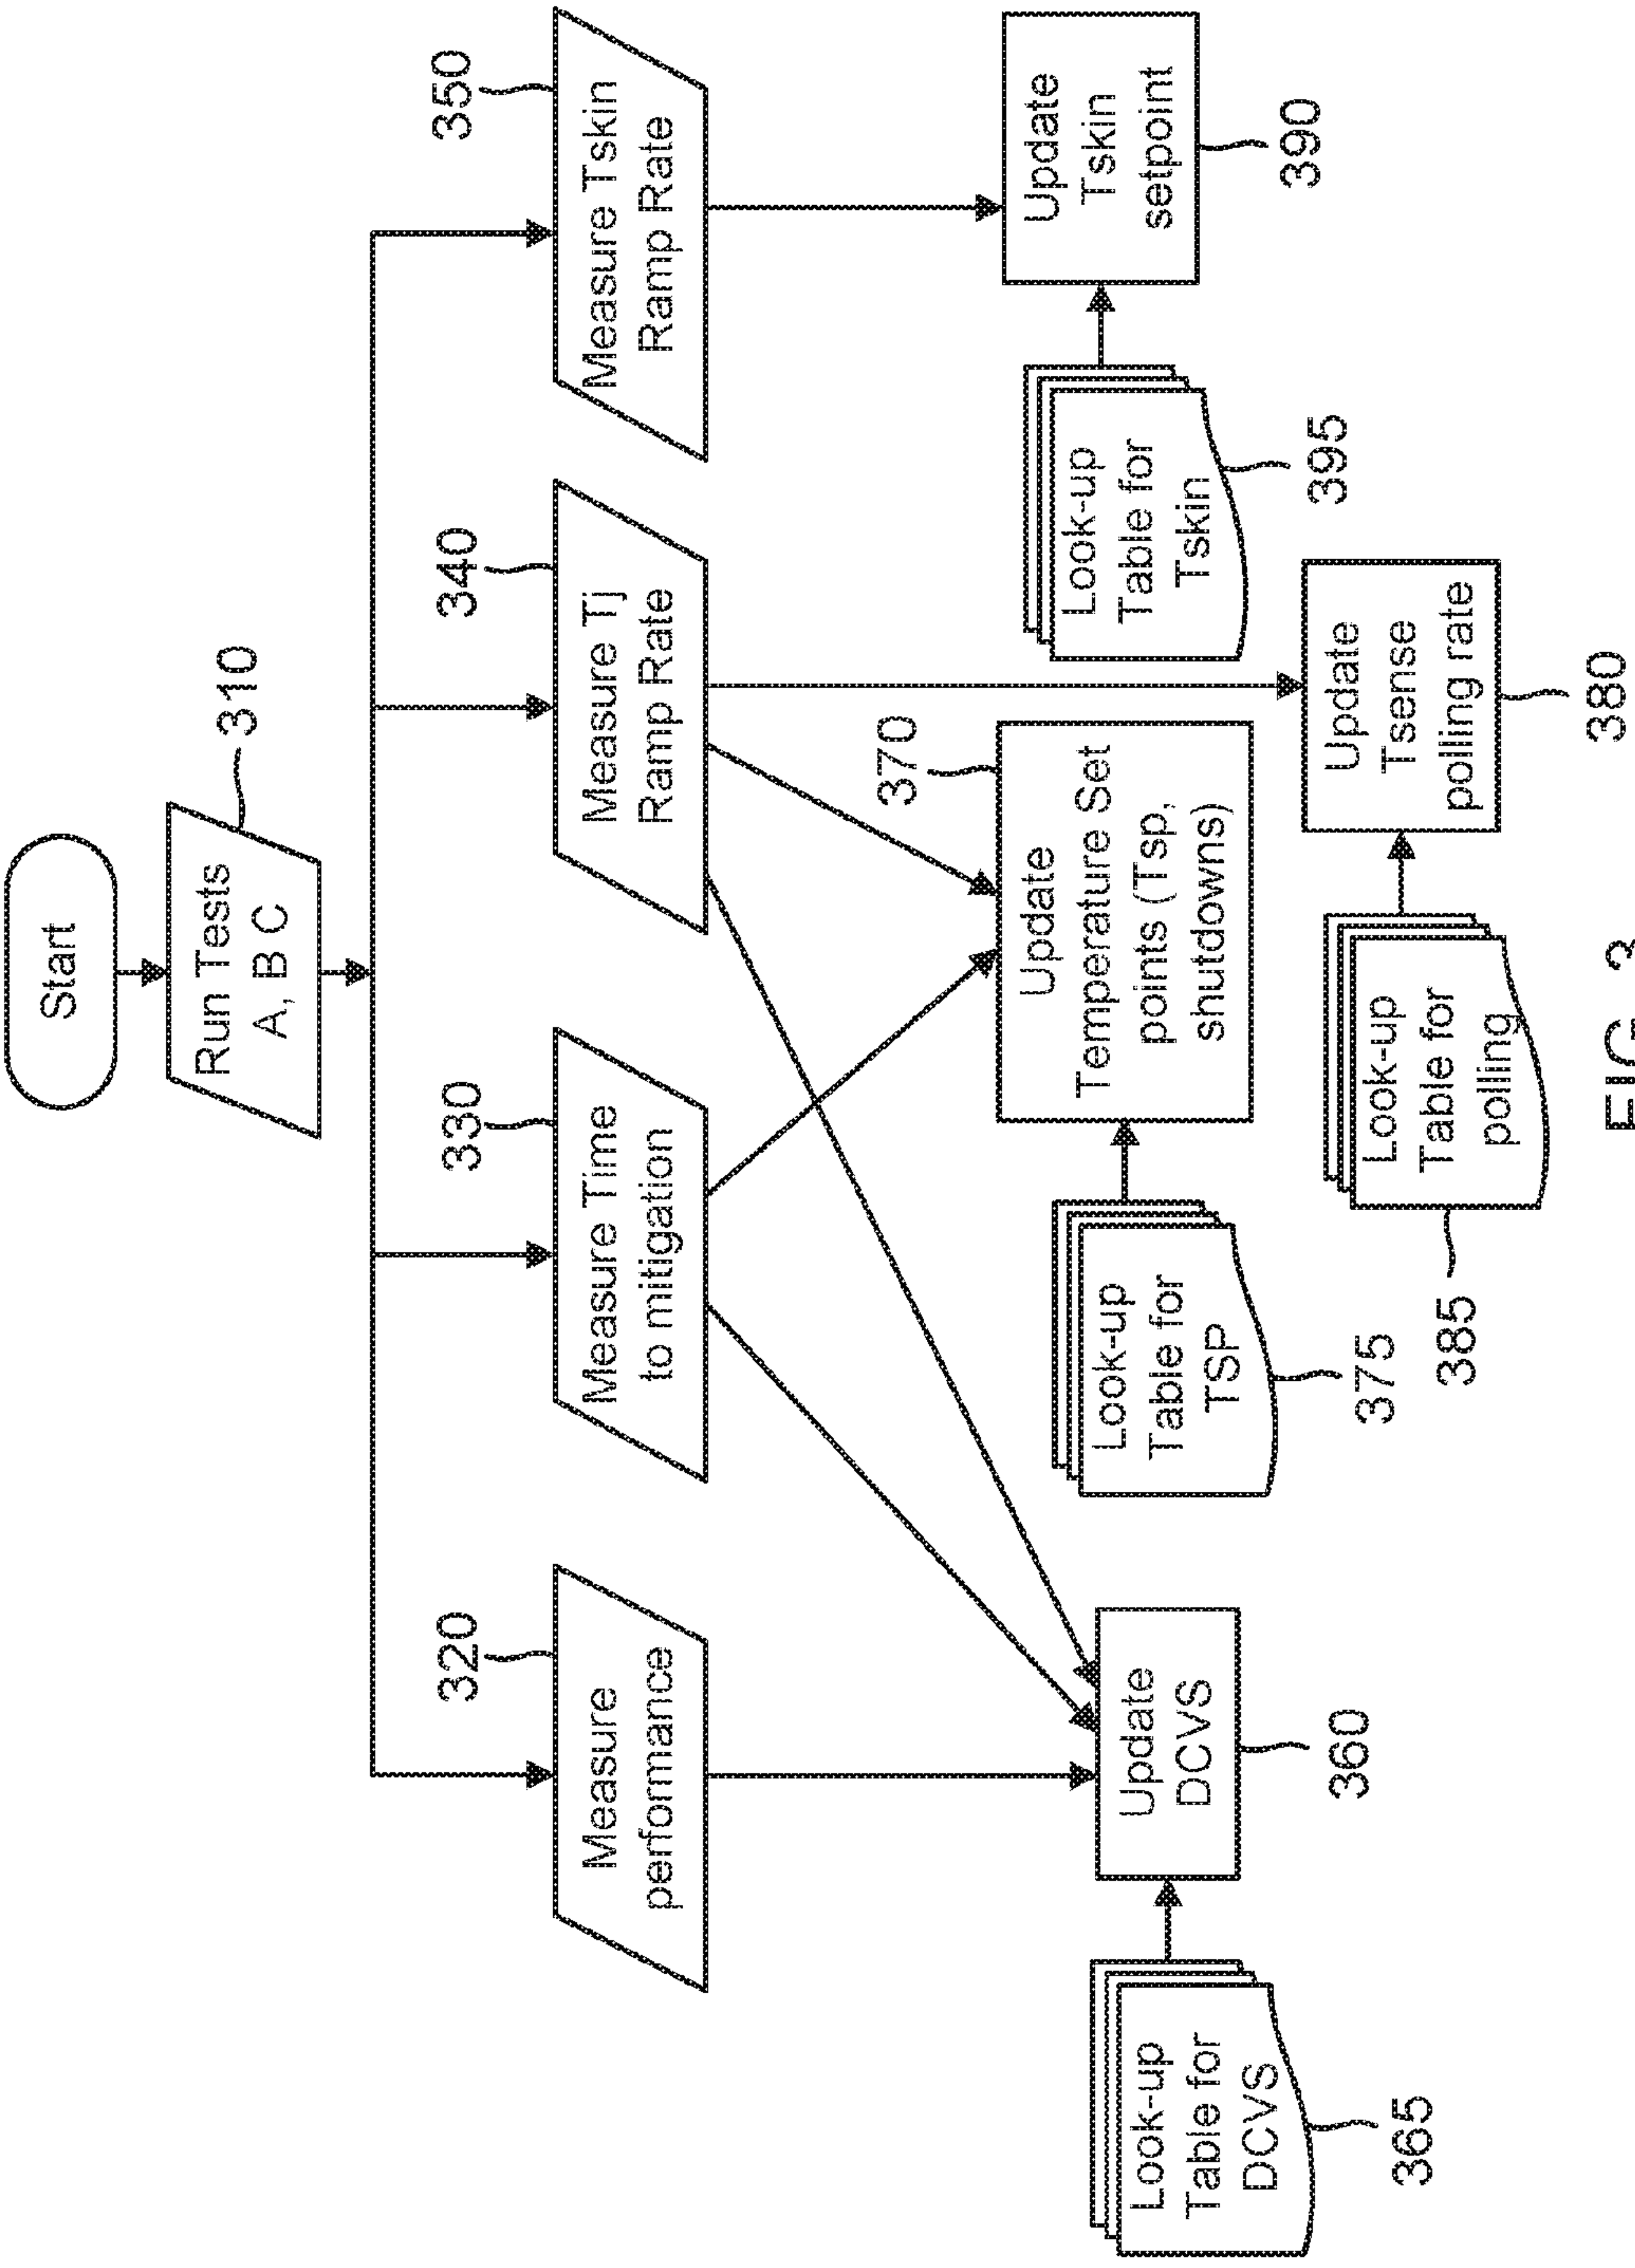 Start
310
Run Tests
A, B C
320
Measure
performance
330
Measure Time
to mitigation
340
Measure Tj
Ramp Rate
350
Measure Tskin
Ramp Rate
Look-up
Table for
DCVS
365
Update
DCVS
360
Look-up
Table for
TSP
375
370
Update
Temperature Set
points (Tsp,
shutdowns)
Look-up
Table for
polling
385
Update
Tsense
polling rate
380
Look-up
Table for
Tskin
395
Update
Tskin
setpoint
390
FIG. 3